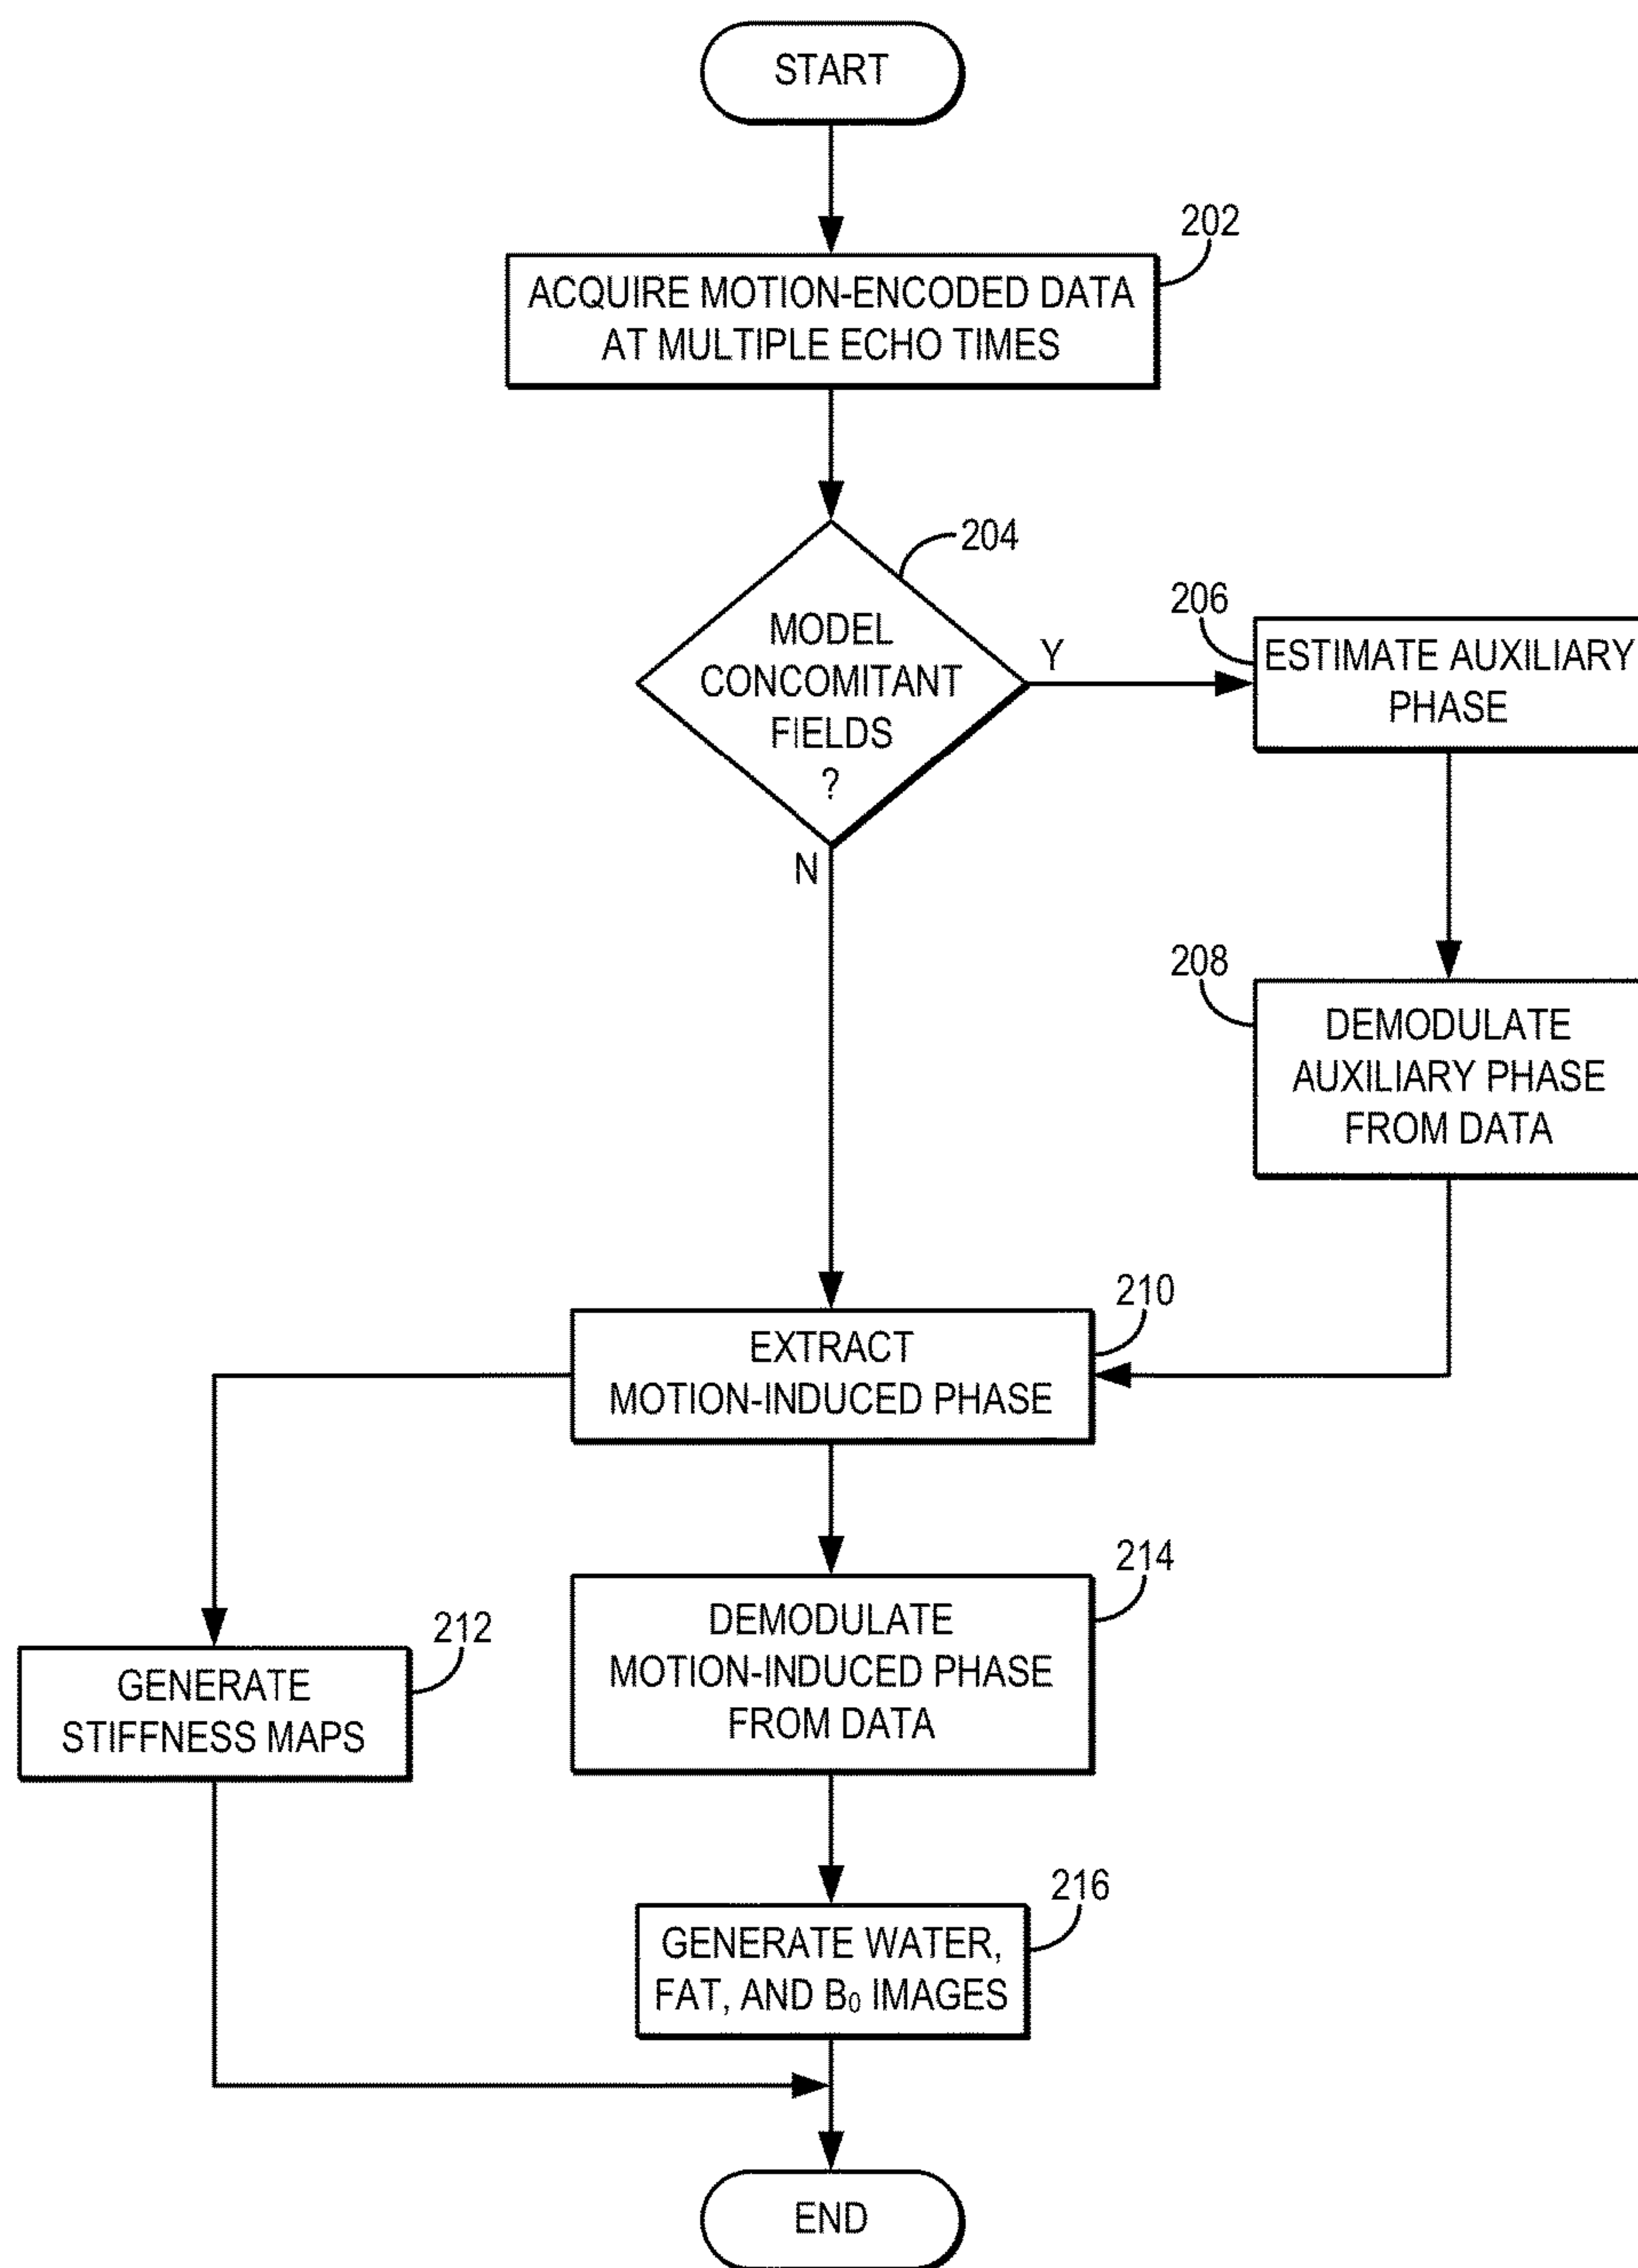 START
202
ACQUIRE MOTION-ENCODED DATA
AT MULTIPLE ECHO TIMES
204
MODEL
CONCOMITANT
FIELDS
?
Y
N
206
ESTIMATE AUXILIARY
PHASE
208
DEMODULATE
AUXILIARY PHASE
FROM DATA
210
EXTRACT
MOTION-INDUCED PHASE
212
GENERATE
STIFFNESS MAPS
214
DEMODULATE
MOTION-INDUCED PHASE
FROM DATA
216
GENERATE WATER,
FAT, AND B₀ IMAGES
END